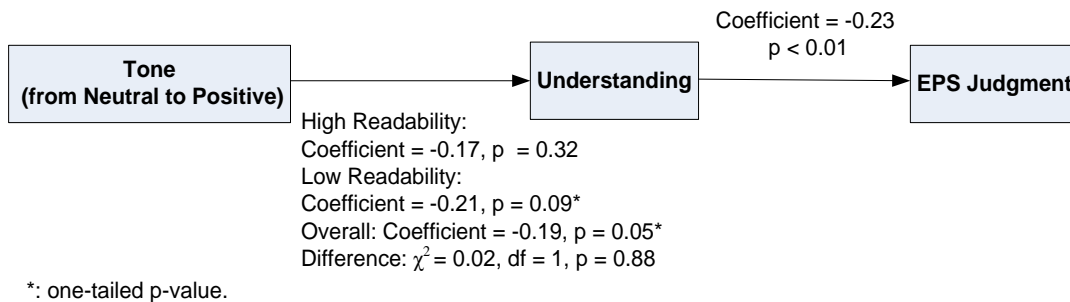 Coefficient = -0.23
p < 0.01
Tone
(from Neutral to Positive)
Understanding
EPS Judgment
High Readability:
Coefficient = -0.17, p  = 0.32
Low Readability:
Coefficient = -0.21, p = 0.09*
Overall: Coefficient = -0.19, p = 0.05*
Difference: χ² = 0.02, df = 1, p = 0.88
*: one-tailed p-value.